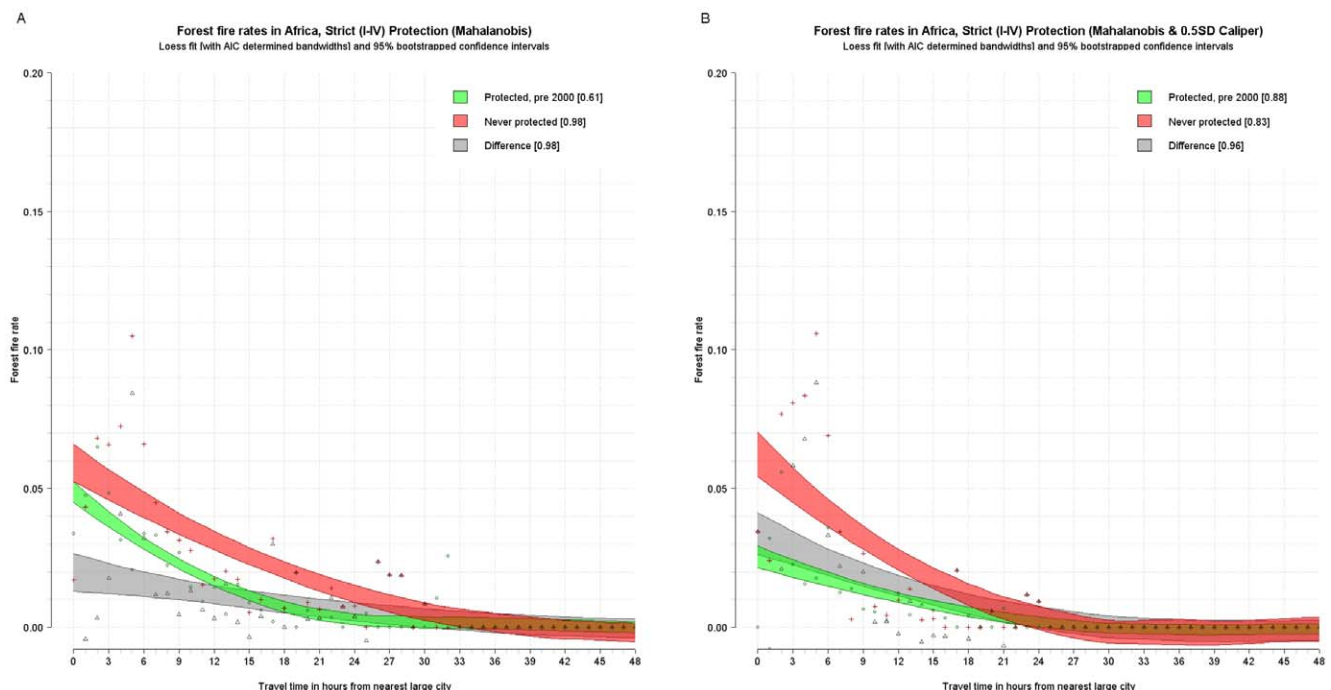 A
Forest fire rates in Africa, Strict (I-IV) Protection (Mahalanobis)
Loess fit [with AIC determined bandwidths] and 95% bootstrapped confidence intervals
0.20
Protected, pre 2000 [0.61]
Never protected [0.98]
Difference [0.98]
0.15
0.10
Forest fire rate
0.05
0.00
0 3 6 9 12 15 18 21 24 27 30 33 36 39 42 45 48
Travel time in hours from nearest large city
B
Forest fire rates in Africa, Strict (I-IV) Protection (Mahalanobis & 0.5SD Caliper)
Loess fit [with AIC determined bandwidths] and 95% bootstrapped confidence intervals
0.20
Protected, pre 2000 [0.88]
Never protected [0.83]
Difference [0.96]
0.15
0.10
Forest fire rate
0.05
0.00
0 3 6 9 12 15 18 21 24 27 30 33 36 39 42 45 48
Travel time in hours from nearest large city